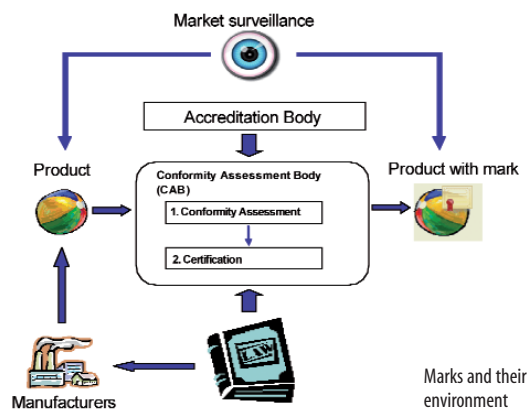 Market surveillance
Accreditation Body
Product
Product with mark
Conformity Assessment Body
(CAB)
1. Conformity Assessment
2. Certification
LAW
Manufacturers
Marks and their
environment